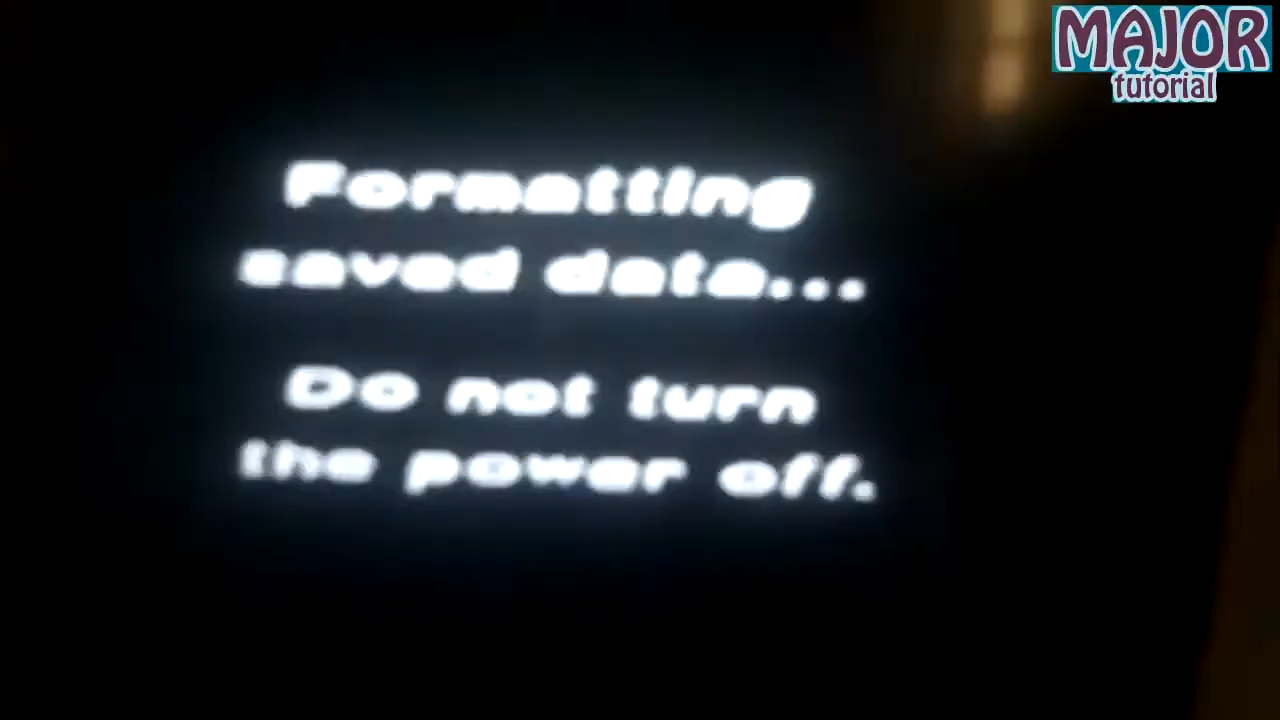 MAJOR
tutorial
Formatting
saved data...
Do not turn
the power off.